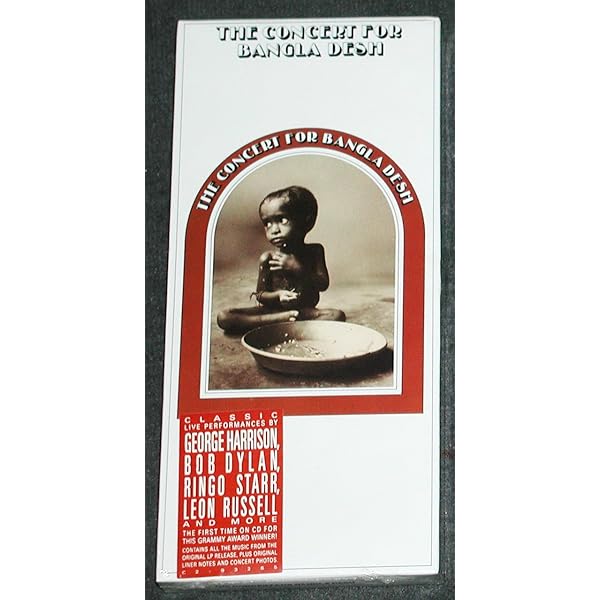 THE CONCERT FOR
BANGLA DESH
THE CONCERT FOR BANGLA DESH
CLASSIC
LIVE PERFORMANCES BY
GEORGE HARRISON,
BOB DYLAN,
RINGO STARR,
LEON RUSSELL
AND MORE
THE FIRST TIME ON CD FOR
THIS GRAMMY AWARD WINNER!
CONTAINS ALL THE MUSIC FROM THE
ORIGINAL LP RELEASE, PLUS ORIGINAL
LINER NOTES AND CONCERT PHOTOS.
C2-93265